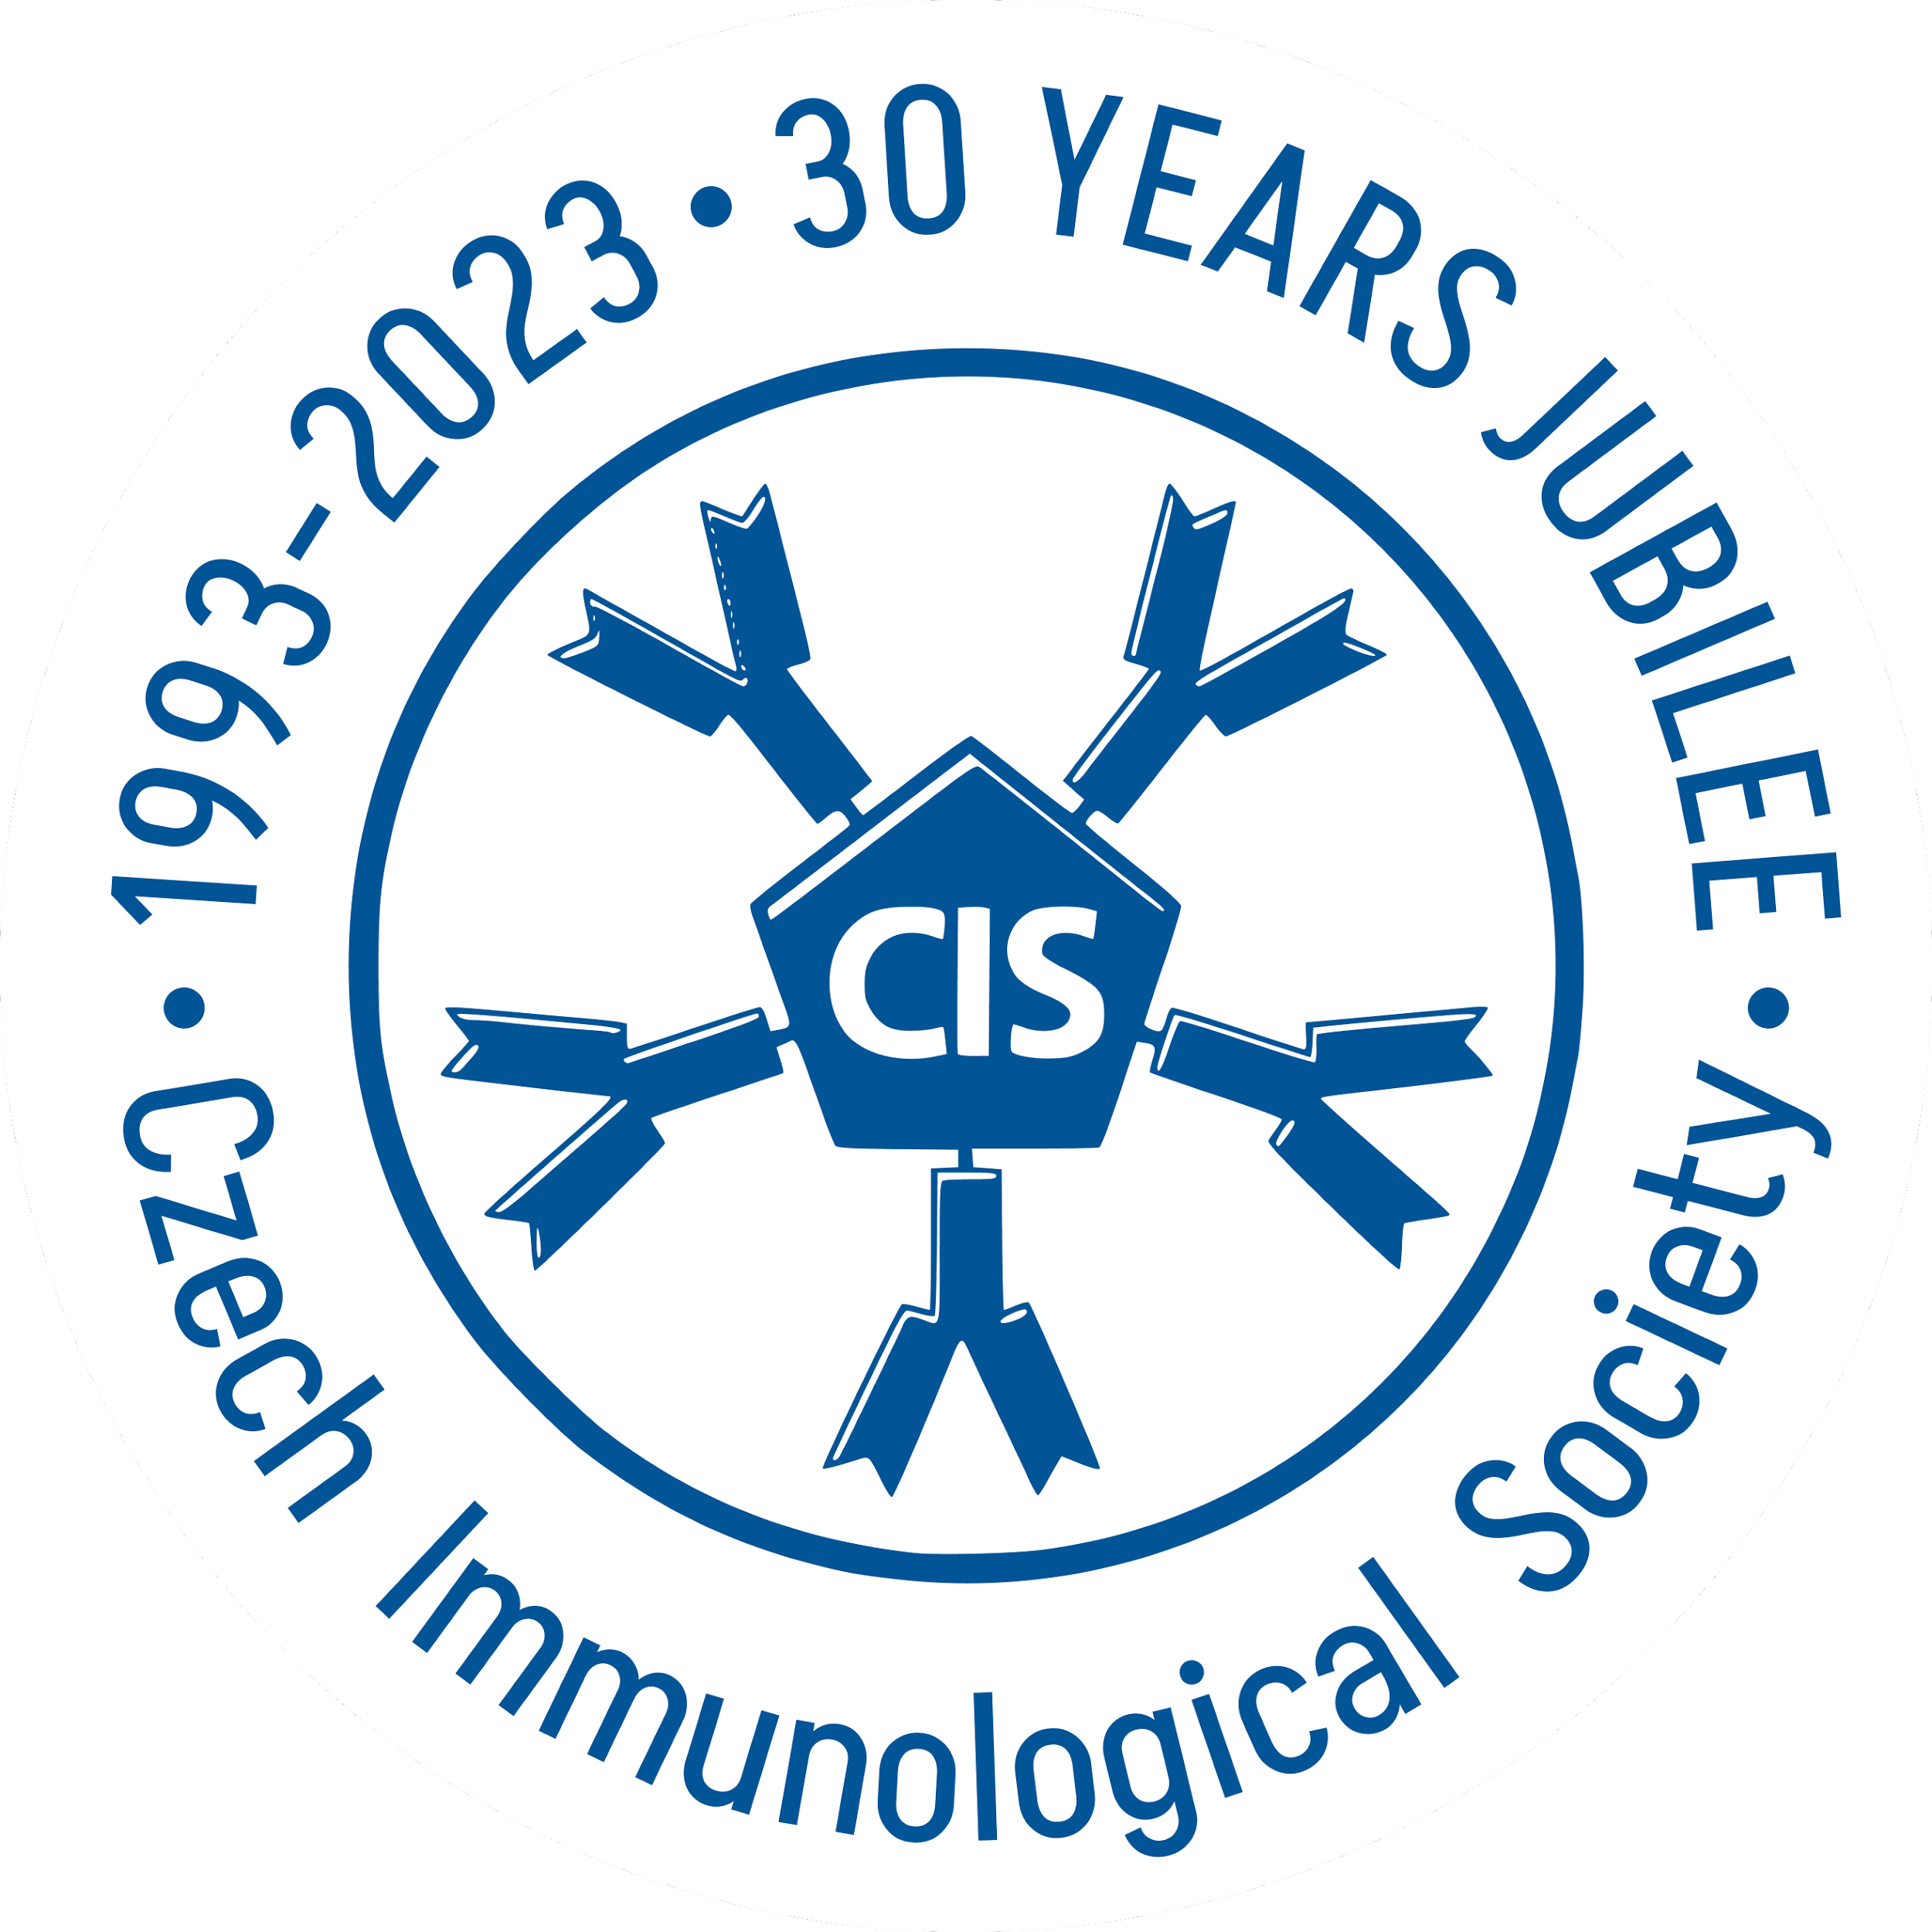 1993-2023 • 30 YEARS JUBILEE •
Czech Immunological Society
CIS